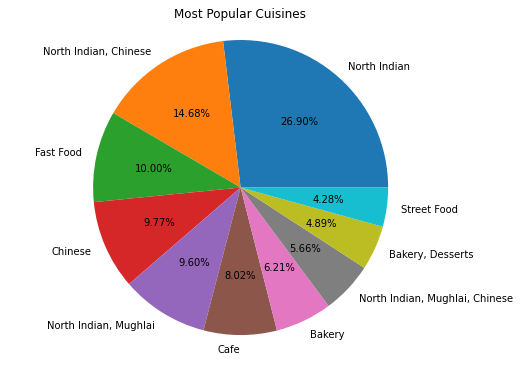 Most Popular Cuisines
North Indian, Chinese
North Indian
14.68%
26.90%
Fast Food
10.00%
4.28%
Street Food
9.77%
4.89%
Chinese
5.66%
Bakery, Desserts
9.60%
6.21%
8.02%
North Indian, Mughlai, Chinese
North Indian, Mughlai
Bakery
Cafe